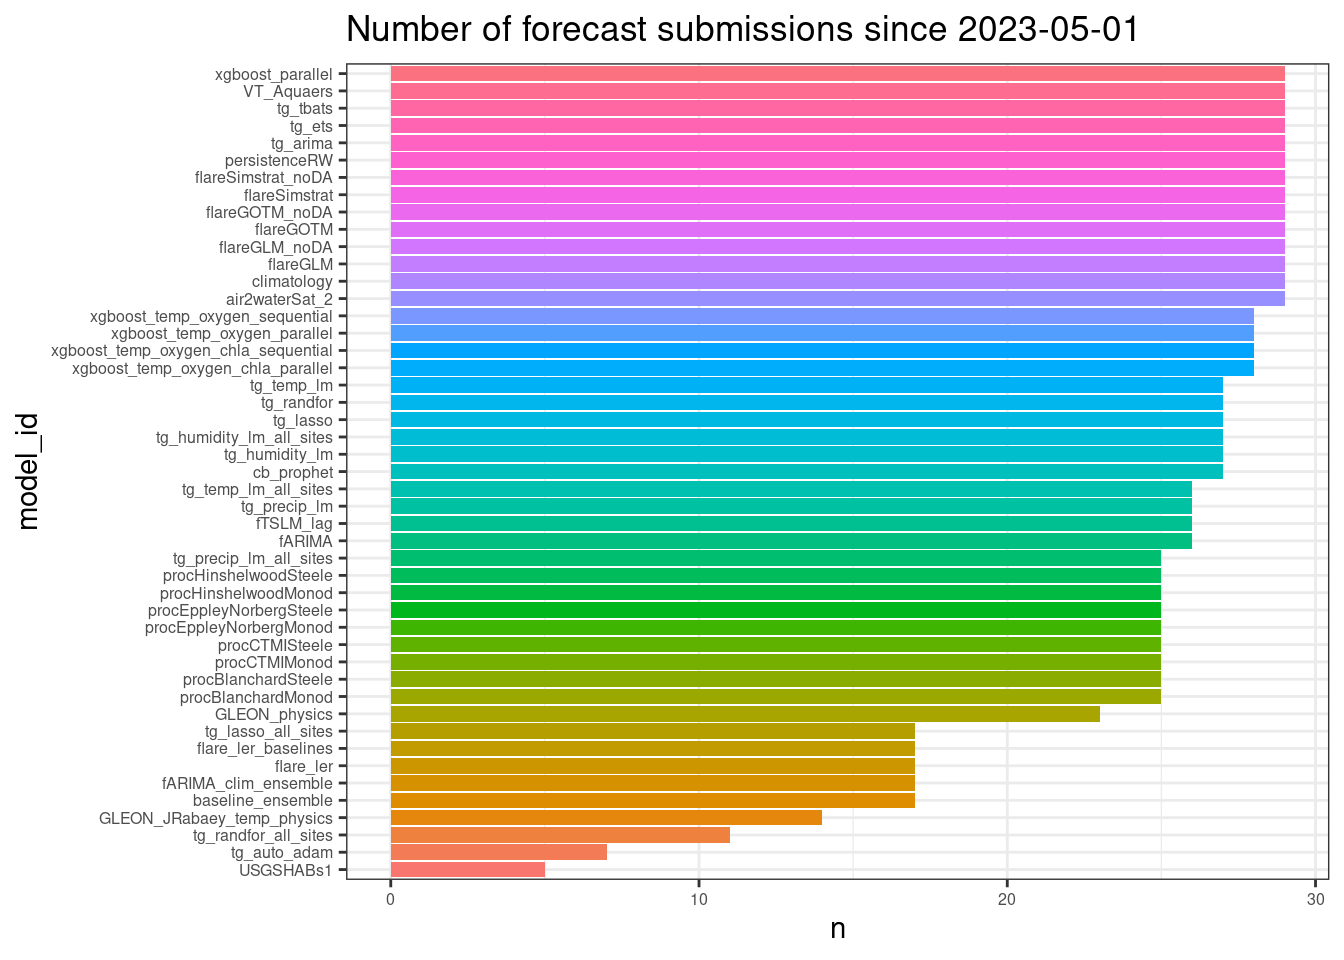 Number of forecast submissions since 2023-05-01
xgboost_parallel
VT_Aquaers
tg_tbats
tg_ets
tg_arima
persistenceRW
flareSimstrat_noDA
flareSimstrat
flareGOTM_noDA
flareGOTM
flareGLM_noDA
flareGLM
climatology
air2waterSat_2
xgboost_temp_oxygen_sequential
xgboost_temp_oxygen_parallel
xgboost_temp_oxygen_chla_sequential
xgboost_temp_oxygen_chla_parallel
tg_temp_lm
tg_randfor
tg_lasso
tg_humidity_lm_all_sites
tg_humidity_lm
cb_prophet
tg_temp_lm_all_sites
tg_precip_lm
fTSLM_lag
fARIMA
tg_precip_lm_all_sites
procHinshelwoodSteele
procHinshelwoodMonod
procEppleyNorbergSteele
procEppleyNorbergMonod
procCTMISteele
procCTMIMonod
procBlanchardSteele
procBlanchardMonod
GLEON_physics
tg_lasso_all_sites
flare_ler_baselines
flare_ler
fARIMA_clim_ensemble
baseline_ensemble
GLEON_JRabaey_temp_physics
tg_randfor_all_sites
tg_auto_adam
USGSHABs1
model_id
0 10 20 30
n